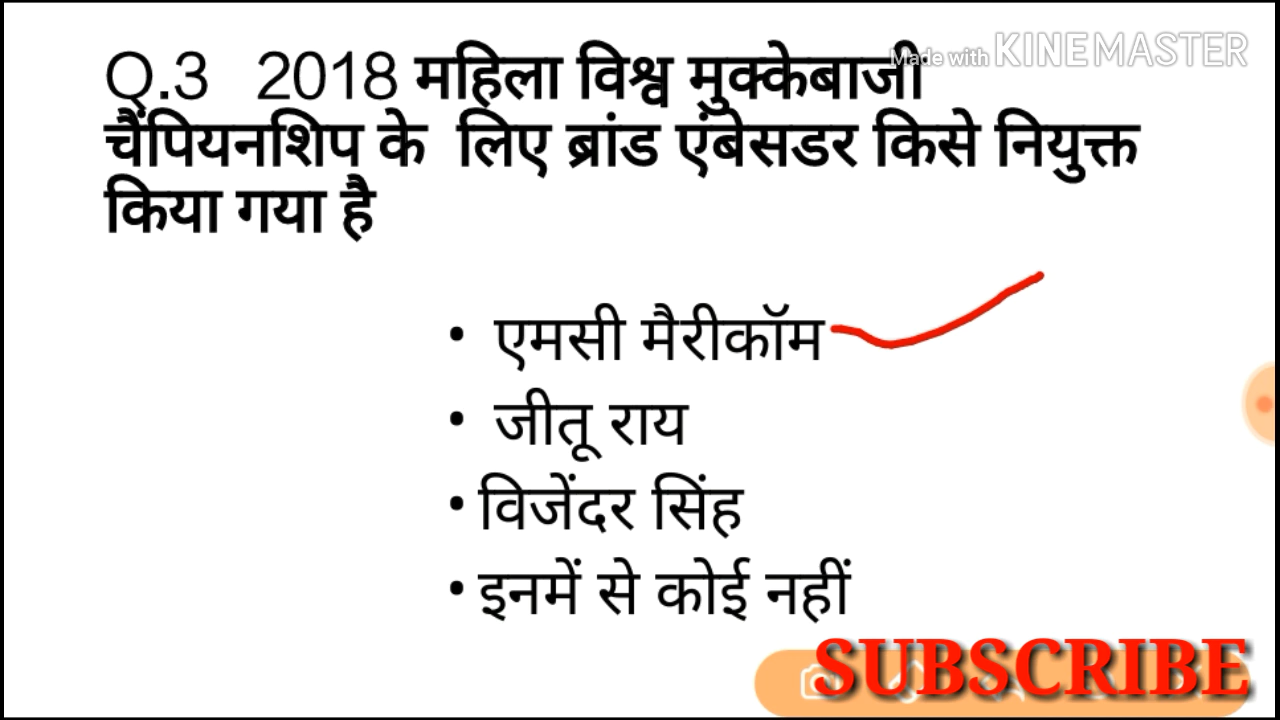 Made with KINEMASTER
Q.3 2018 महिला विश्व मुक्केबाजी
चैंपियनशिप के लिए ब्रांड एंबेसडर किसे नियुक्त
किया गया है
• एमसी मैरीकॉम
• जीतू राय
• विजेंदर सिंह
• इनमें से कोई नहीं
SUBSCRIBE